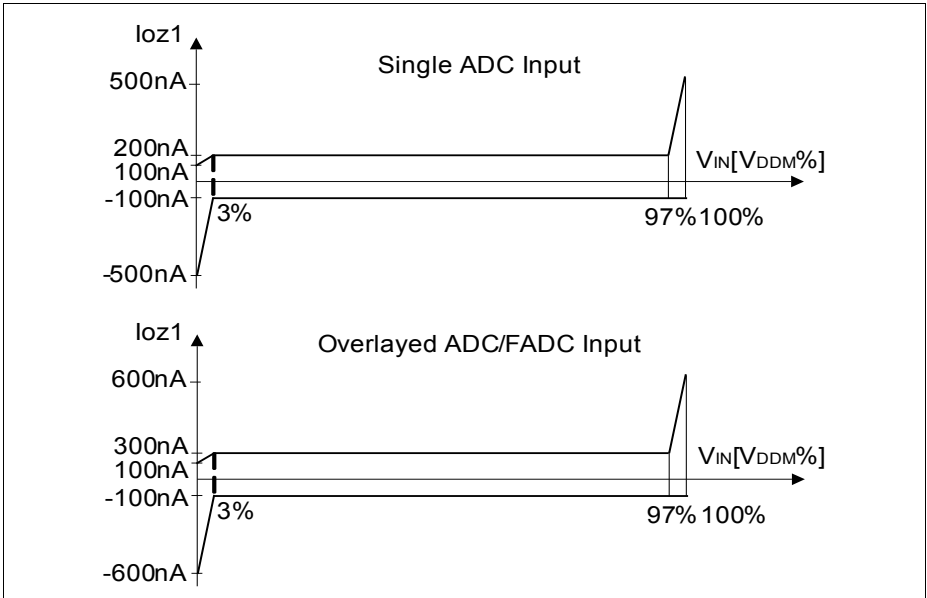 Ioz1
Single ADC Input
500nA
200nA
VIN[VDDM%]
100nA
-100nA
3%
97% 100%
-500nA
Ioz1
Overlayed ADC/FADC Input
600nA
300nA
VIN[VDDM%]
100nA
-100nA
3%
97% 100%
-600nA